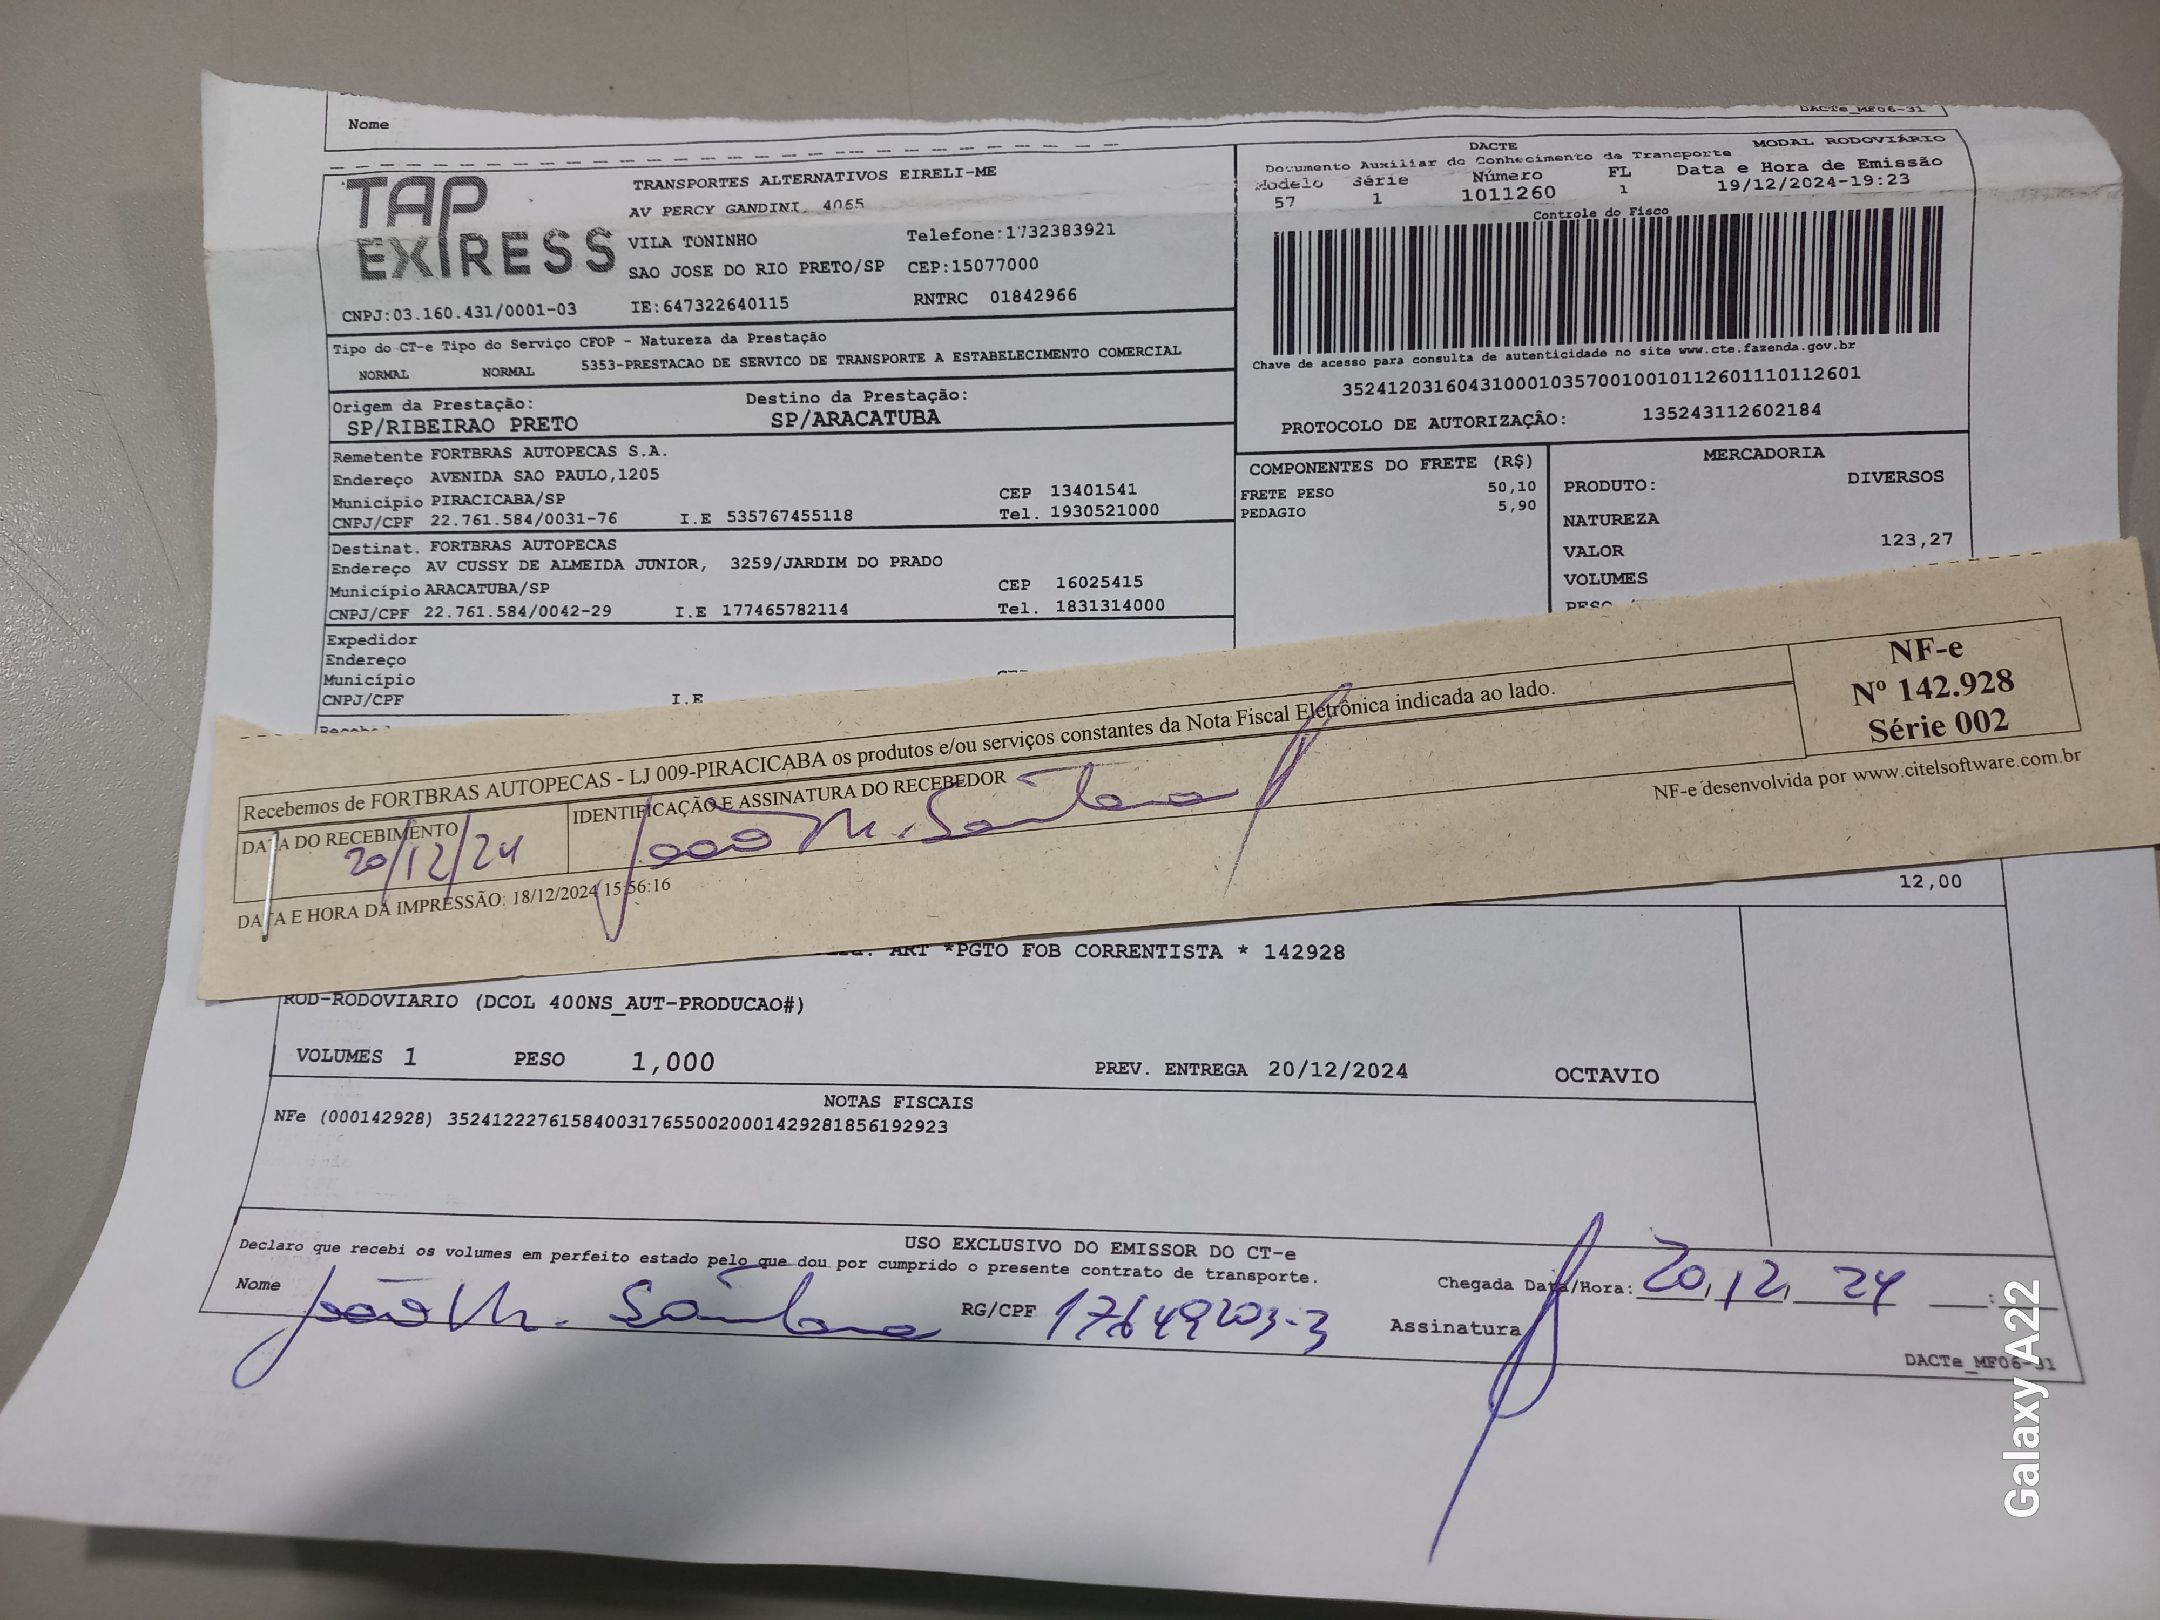 Nome
DACTe_MF06-31
TAP EXPRESS
TRANSPORTES ALTERNATIVOS EIRELI-ME
AV PERCY GANDINI, 4065
VILA TONINHO Telefone:1732383921
SAO JOSE DO RIO PRETO/SP CEP:15077000
CNPJ:03.160.431/0001-03 IE:647322640115 RNTRC 01842966
DACTE MODAL RODOVIÁRIO
Documento Auxiliar do Conhecimento de Transporte
Modelo Série Número FL Data e Hora de Emissão
57 1 1011260 1 19/12/2024-19:23
Controle do Fisco
Chave de acesso para consulta de autenticidade no site www.cte.fazenda.gov.br
35241203160431000103570010010112601110112601
PROTOCOLO DE AUTORIZAÇÂO: 135243112602184
Tipo do CT-e Tipo do Serviço CFOP - Natureza da Prestação
NORMAL NORMAL 5353-PRESTACAO DE SERVICO DE TRANSPORTE A ESTABELECIMENTO COMERCIAL
Origem da Prestação: Destino da Prestação:
SP/RIBEIRAO PRETO SP/ARACATUBA
Remetente FORTBRAS AUTOPECAS S.A.
Endereço AVENIDA SAO PAULO,1205
Município PIRACICABA/SP CEP 13401541
CNPJ/CPF 22.761.584/0031-76 I.E 535767455118 Tel. 1930521000
Destinat. FORTBRAS AUTOPECAS
Endereço AV CUSSY DE ALMEIDA JUNIOR, 3259/JARDIM DO PRADO
Município ARACATUBA/SP CEP 16025415
CNPJ/CPF 22.761.584/0042-29 I.E 177465782114 Tel. 1831314000
Expedidor
Endereço
Município
CNPJ/CPF I.E
COMPONENTES DO FRETE (R$)
FRETE PESO 50,10
PEDAGIO 5,90
MERCADORIA
PRODUTO: DIVERSOS
NATUREZA
VALOR 123,27
VOLUMES
Recebemos de FORTBRAS AUTOPECAS - LJ 009-PIRACICABA os produtos e/ou serviços constantes da Nota Fiscal Eletrônica indicada ao lado.
DATA DO RECEBIMENTO IDENTIFICAÇÃO E ASSINATURA DO RECEBEDOR
20/12/24 João M. Santana
NF-e
Nº 142.928
Série 002
DATA E HORA DA IMPRESSÃO: 18/12/2024 15:56:16
NF-e desenvolvida por www.citelsoftware.com.br
12,00
ART *PGTO FOB CORRENTISTA * 142928
ROD-RODOVIARIO (DCOL 400NS_AUT-PRODUCAO#)
VOLUMES 1 PESO 1,000 PREV. ENTREGA 20/12/2024 OCTAVIO
NOTAS FISCAIS
NFe (000142928) 35241222761584003176550020001429281856192923
USO EXCLUSIVO DO EMISSOR DO CT-e
Declaro que recebi os volumes em perfeito estado pelo que dou por cumprido o presente contrato de transporte.
Nome João M. Santana RG/CPF 17649203-3
Chegada Data/Hora: 20, 12, 24 :
Assinatura
DACTe_MF06-31
Galaxy A22